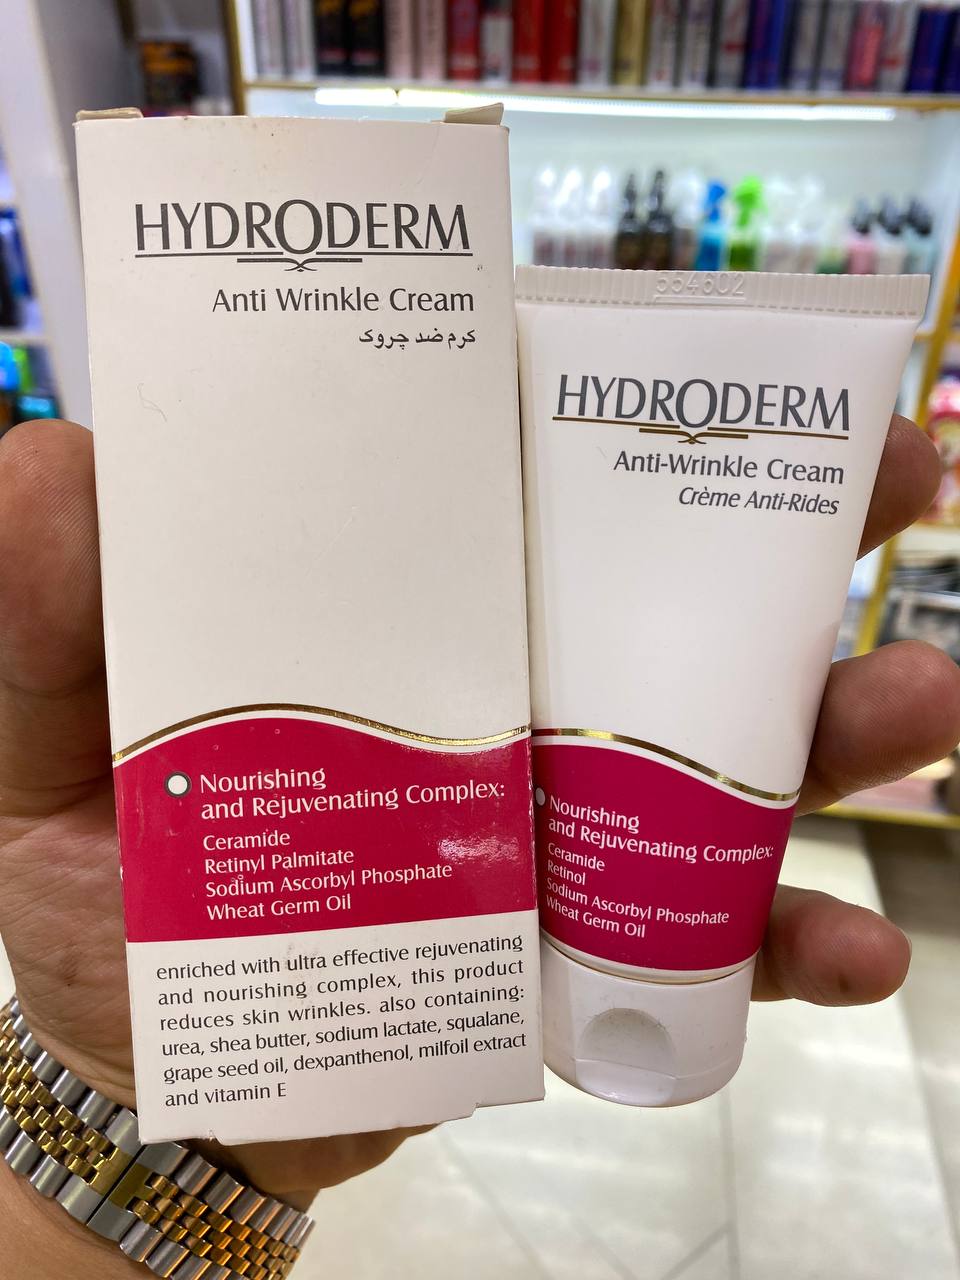 HYDRODERM
Anti Wrinkle Cream
کرم ضد چروک
Nourishing
and Rejuvenating Complex:
Ceramide
Retinyl Palmitate
Sodium Ascorbyl Phosphate
Wheat Germ Oil
enriched with ultra effective rejuvenating
and nourishing complex, this product
reduces skin wrinkles. also containing:
urea, shea butter, sodium lactate, squalane,
grape seed oil, dexpanthenol, milfoil extract
and vitamin E
554602
HYDRODERM
Anti-Wrinkle Cream
Crème Anti-Rides
Nourishing
and Rejuvenating Complex:
Ceramide
Retinol
Sodium Ascorbyl Phosphate
Wheat Germ Oil